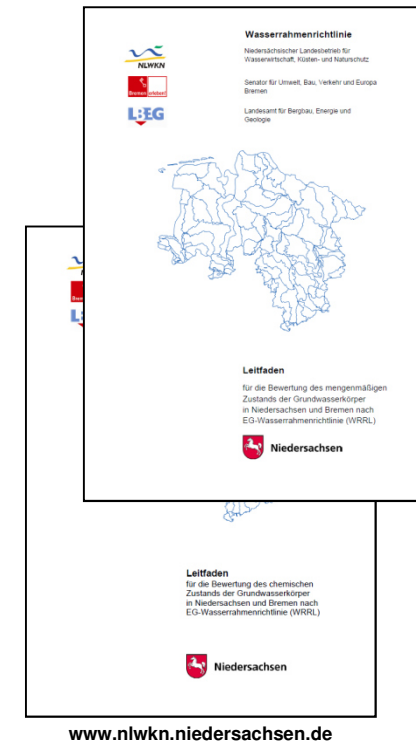 Wasserrahmenrichtlinie
Niedersächsischer Landesbetrieb für
Wasserwirtschaft, Küsten- und Naturschutz
NLWKN
Senator für Umwelt, Bau, Verkehr und Europa
Bremen
Bremen erleben!
Landesamt für Bergbau, Energie und
Geologie
LBEG
Leitfaden
für die Bewertung des mengenmäßigen
Zustands der Grundwasserkörper
in Niedersachsen und Bremen nach
EG-Wasserrahmenrichtlinie (WRRL)
Niedersachsen
Leitfaden
für die Bewertung des chemischen
Zustands der Grundwasserkörper
in Niedersachsen und Bremen nach
EG-Wasserrahmenrichtlinie (WRRL)
Niedersachsen
www.nlwkn.niedersachsen.de